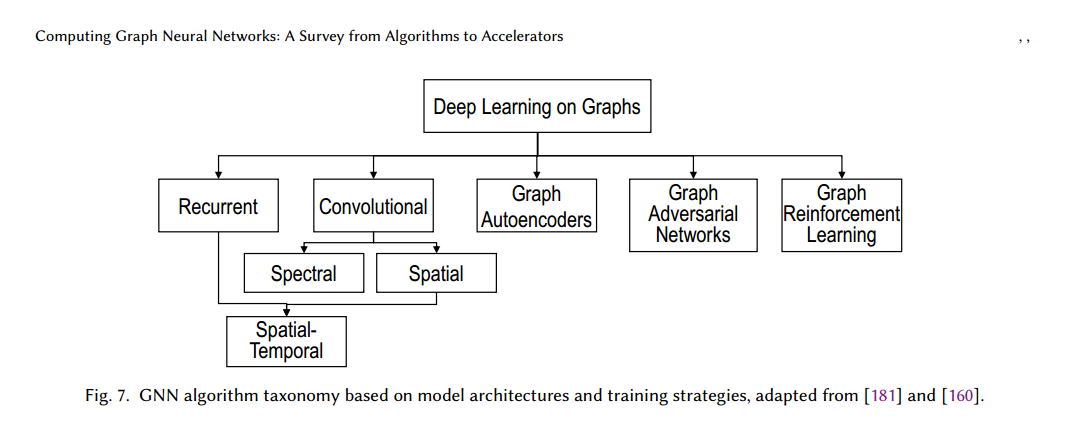 Computing Graph Neural Networks: A Survey from Algorithms to Accelerators
, ,
Deep Learning on Graphs
Recurrent
Convolutional
Graph
Autoencoders
Graph
Adversarial
Networks
Graph
Reinforcement
Learning
Spectral
Spatial
Spatial-
Temporal
Fig. 7. GNN algorithm taxonomy based on model architectures and training strategies, adapted from [181] and [160].